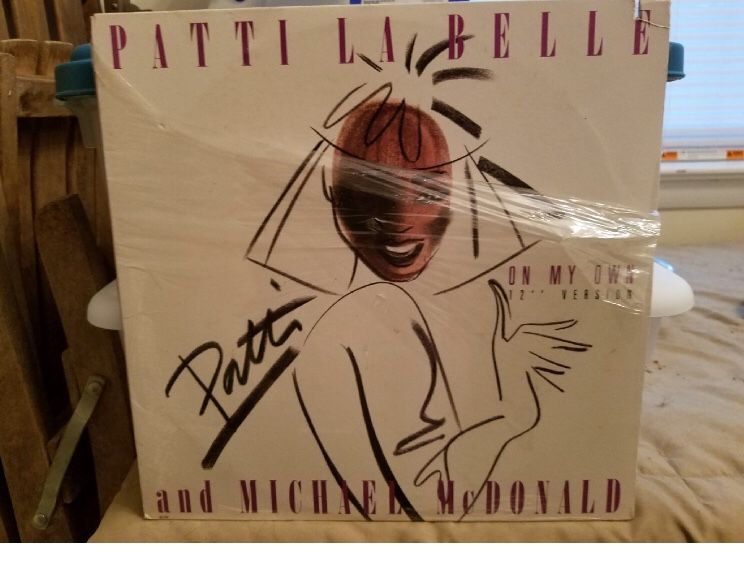 PATTI LA BELLE
ON MY OWN
12" VERSION
Patti
and MICHAEL McDONALD